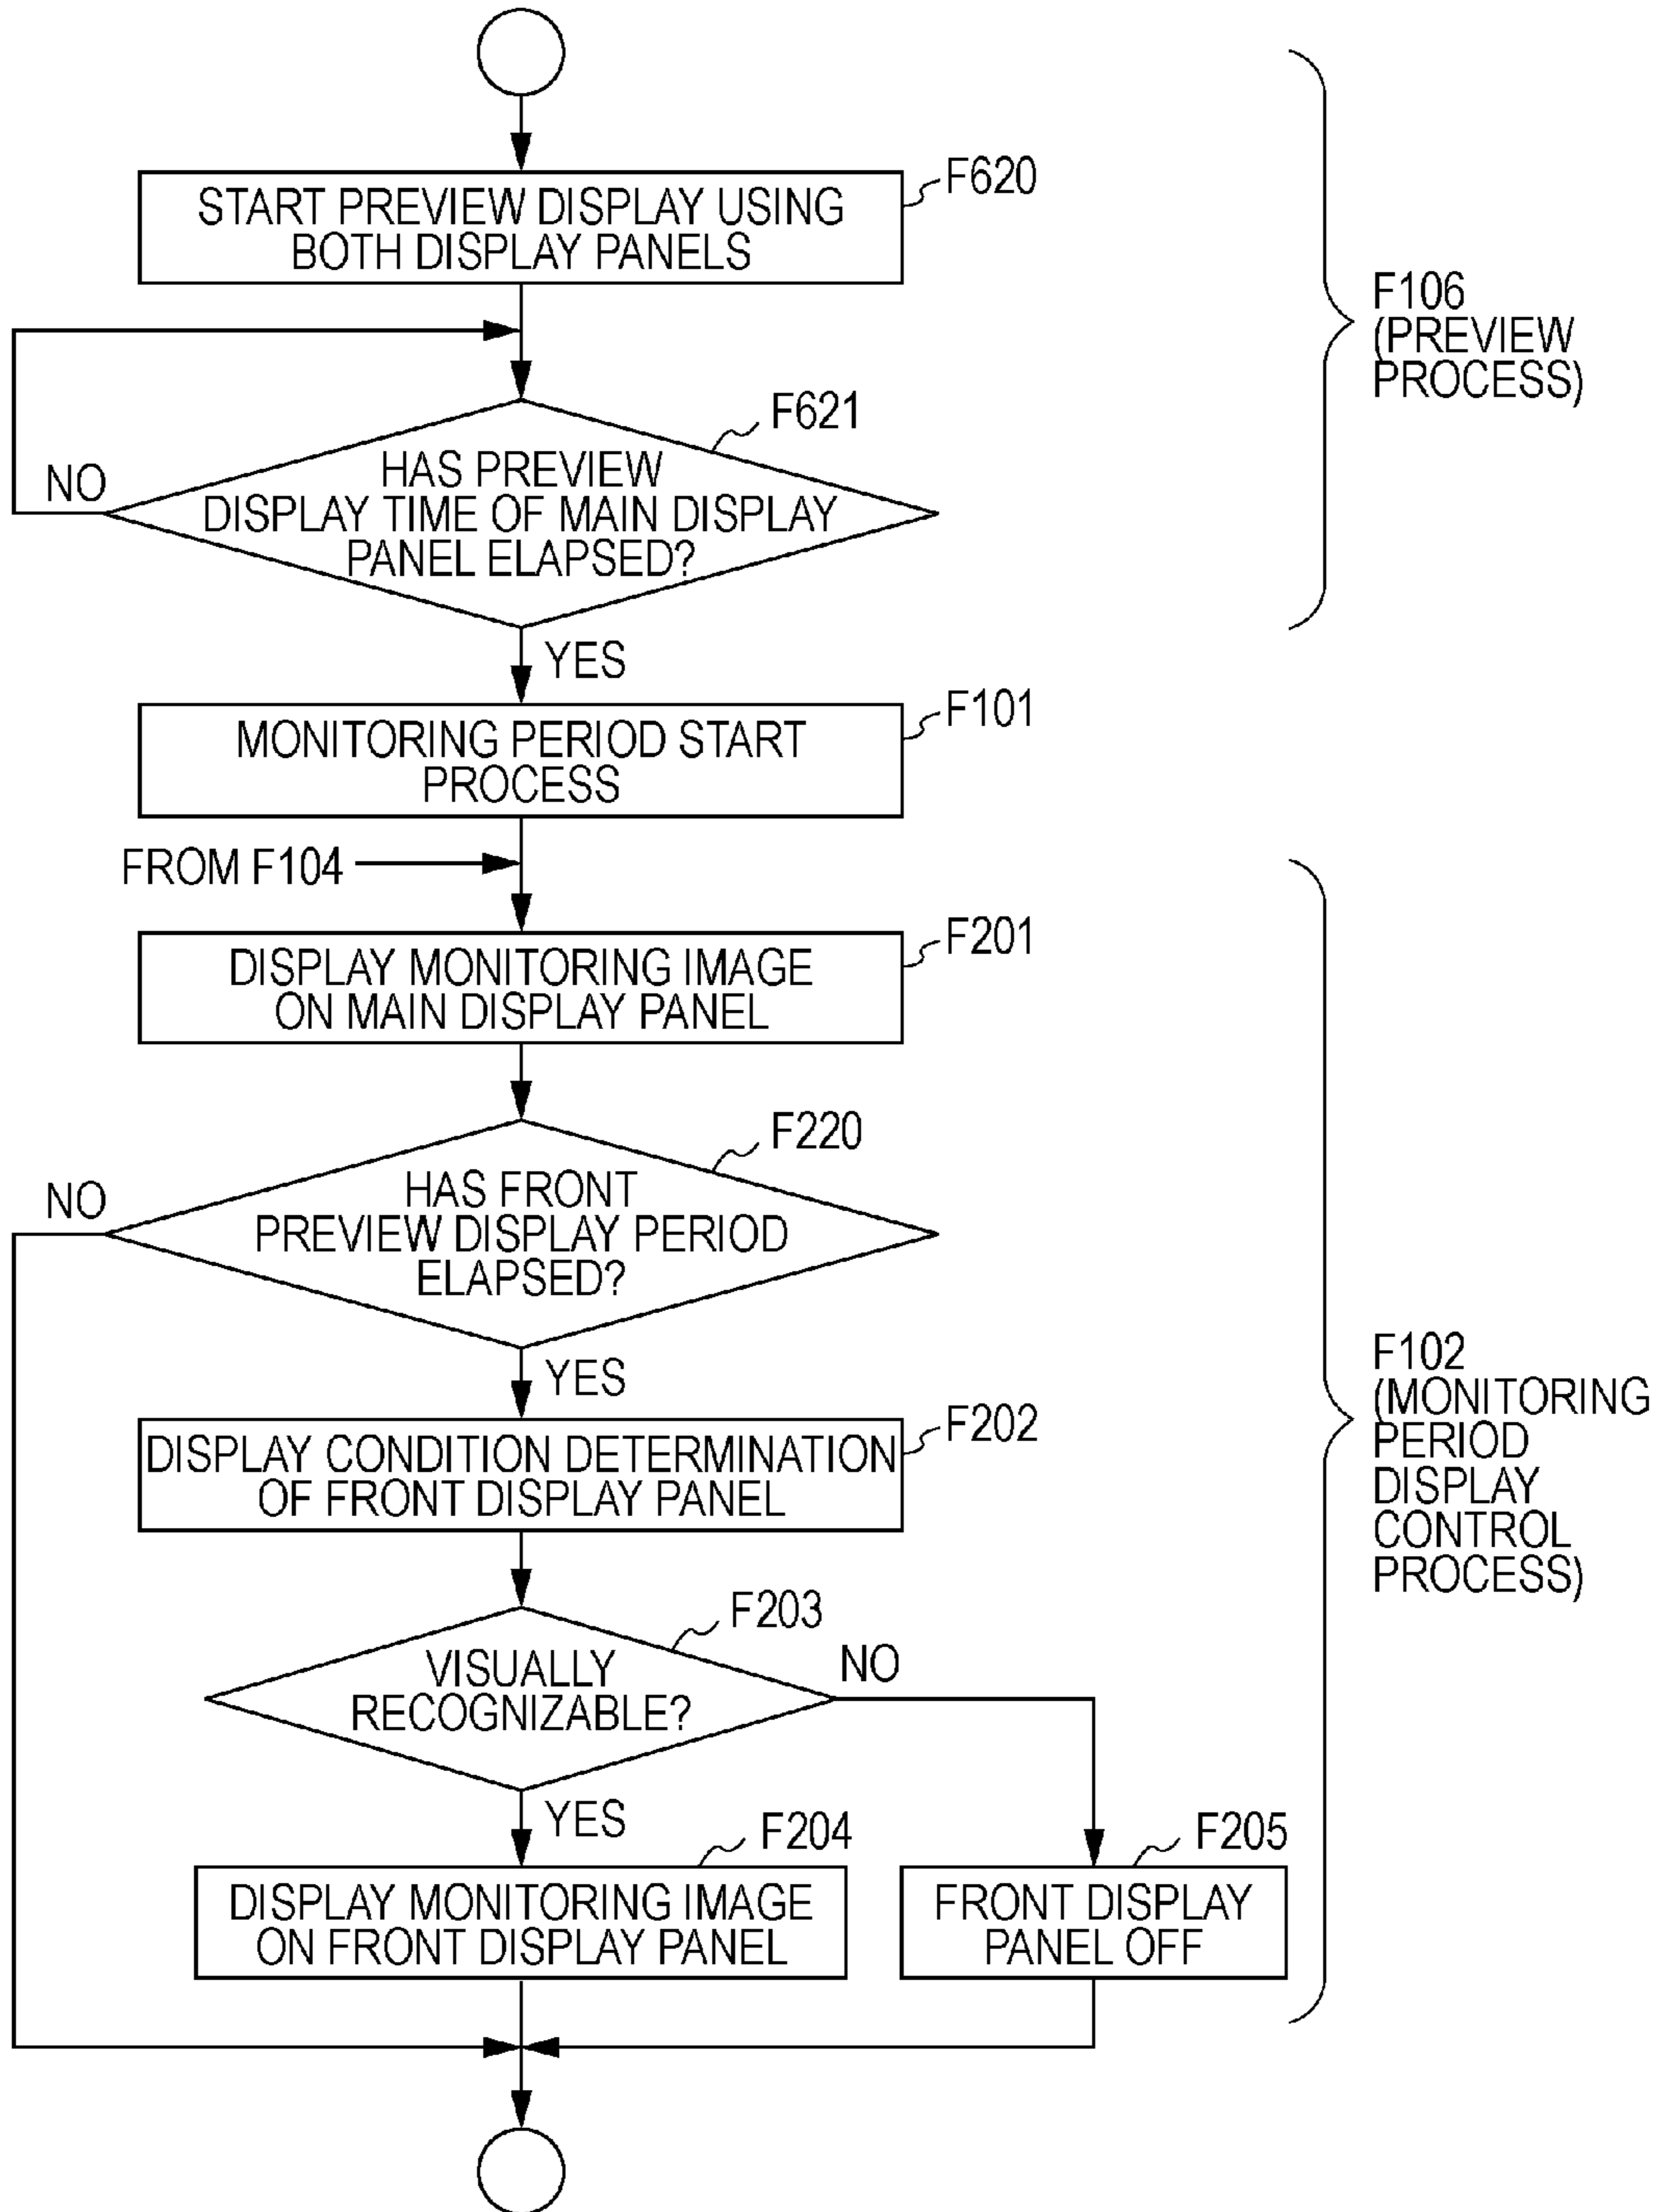 F620
START PREVIEW DISPLAY USING
BOTH DISPLAY PANELS
F106
(PREVIEW
PROCESS)
F621
HAS PREVIEW
DISPLAY TIME OF MAIN DISPLAY
PANEL ELAPSED?
NO
YES
F101
MONITORING PERIOD START
PROCESS
FROM F104
F201
DISPLAY MONITORING IMAGE
ON MAIN DISPLAY PANEL
F220
HAS FRONT
PREVIEW DISPLAY PERIOD
ELAPSED?
NO
YES
F102
(MONITORING
PERIOD
DISPLAY
CONTROL
PROCESS)
F202
DISPLAY CONDITION DETERMINATION
OF FRONT DISPLAY PANEL
F203
VISUALLY
RECOGNIZABLE?
NO
YES
F204
DISPLAY MONITORING IMAGE
ON FRONT DISPLAY PANEL
F205
FRONT DISPLAY
PANEL OFF